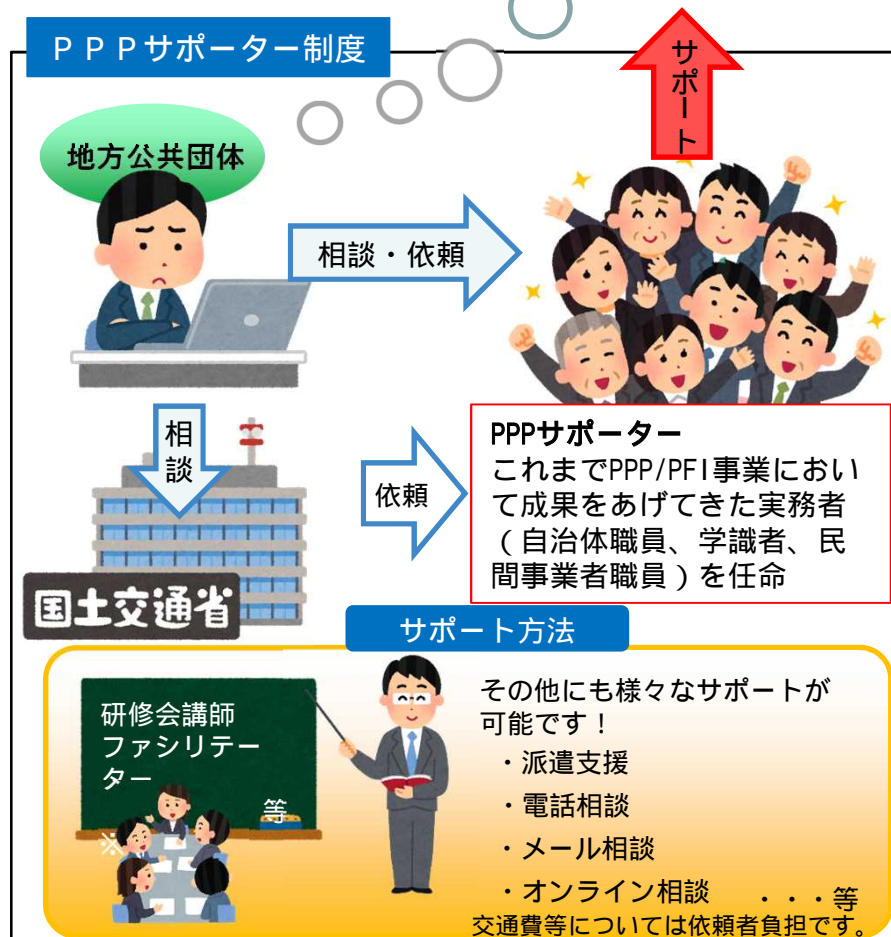 PPPサポーター制度
サポート
地方公共団体
相談・依頼
相談
依頼
国土交通省
PPPサポーター
これまでPPP/PFI事業におい
て成果をあげてきた実務者
（自治体職員、学識者、民
間事業者職員）を任命
サポート方法
研修会講師
ファシリテー
ター
等
※
その他にも様々なサポートが
可能です！
・派遣支援
・電話相談
・メール相談
・オンライン相談　・・・等
交通費等については依頼者負担です。